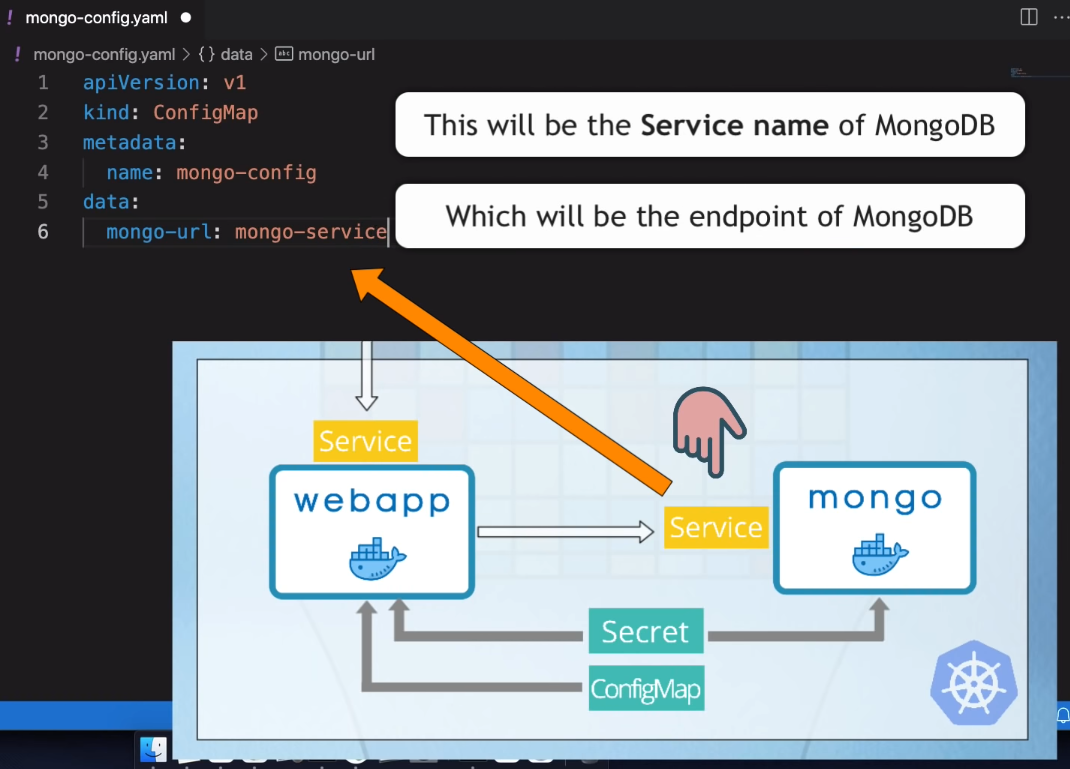 ! mongo-config.yaml ●
! mongo-config.yaml > {} data > abc mongo-url
1 apiVersion: v1
2 kind: ConfigMap
3 metadata:
4 name: mongo-config
5 data:
6 mongo-url: mongo-service
This will be the Service name of MongoDB
Which will be the endpoint of MongoDB
Service
webapp
Service
mongo
Secret
ConfigMap